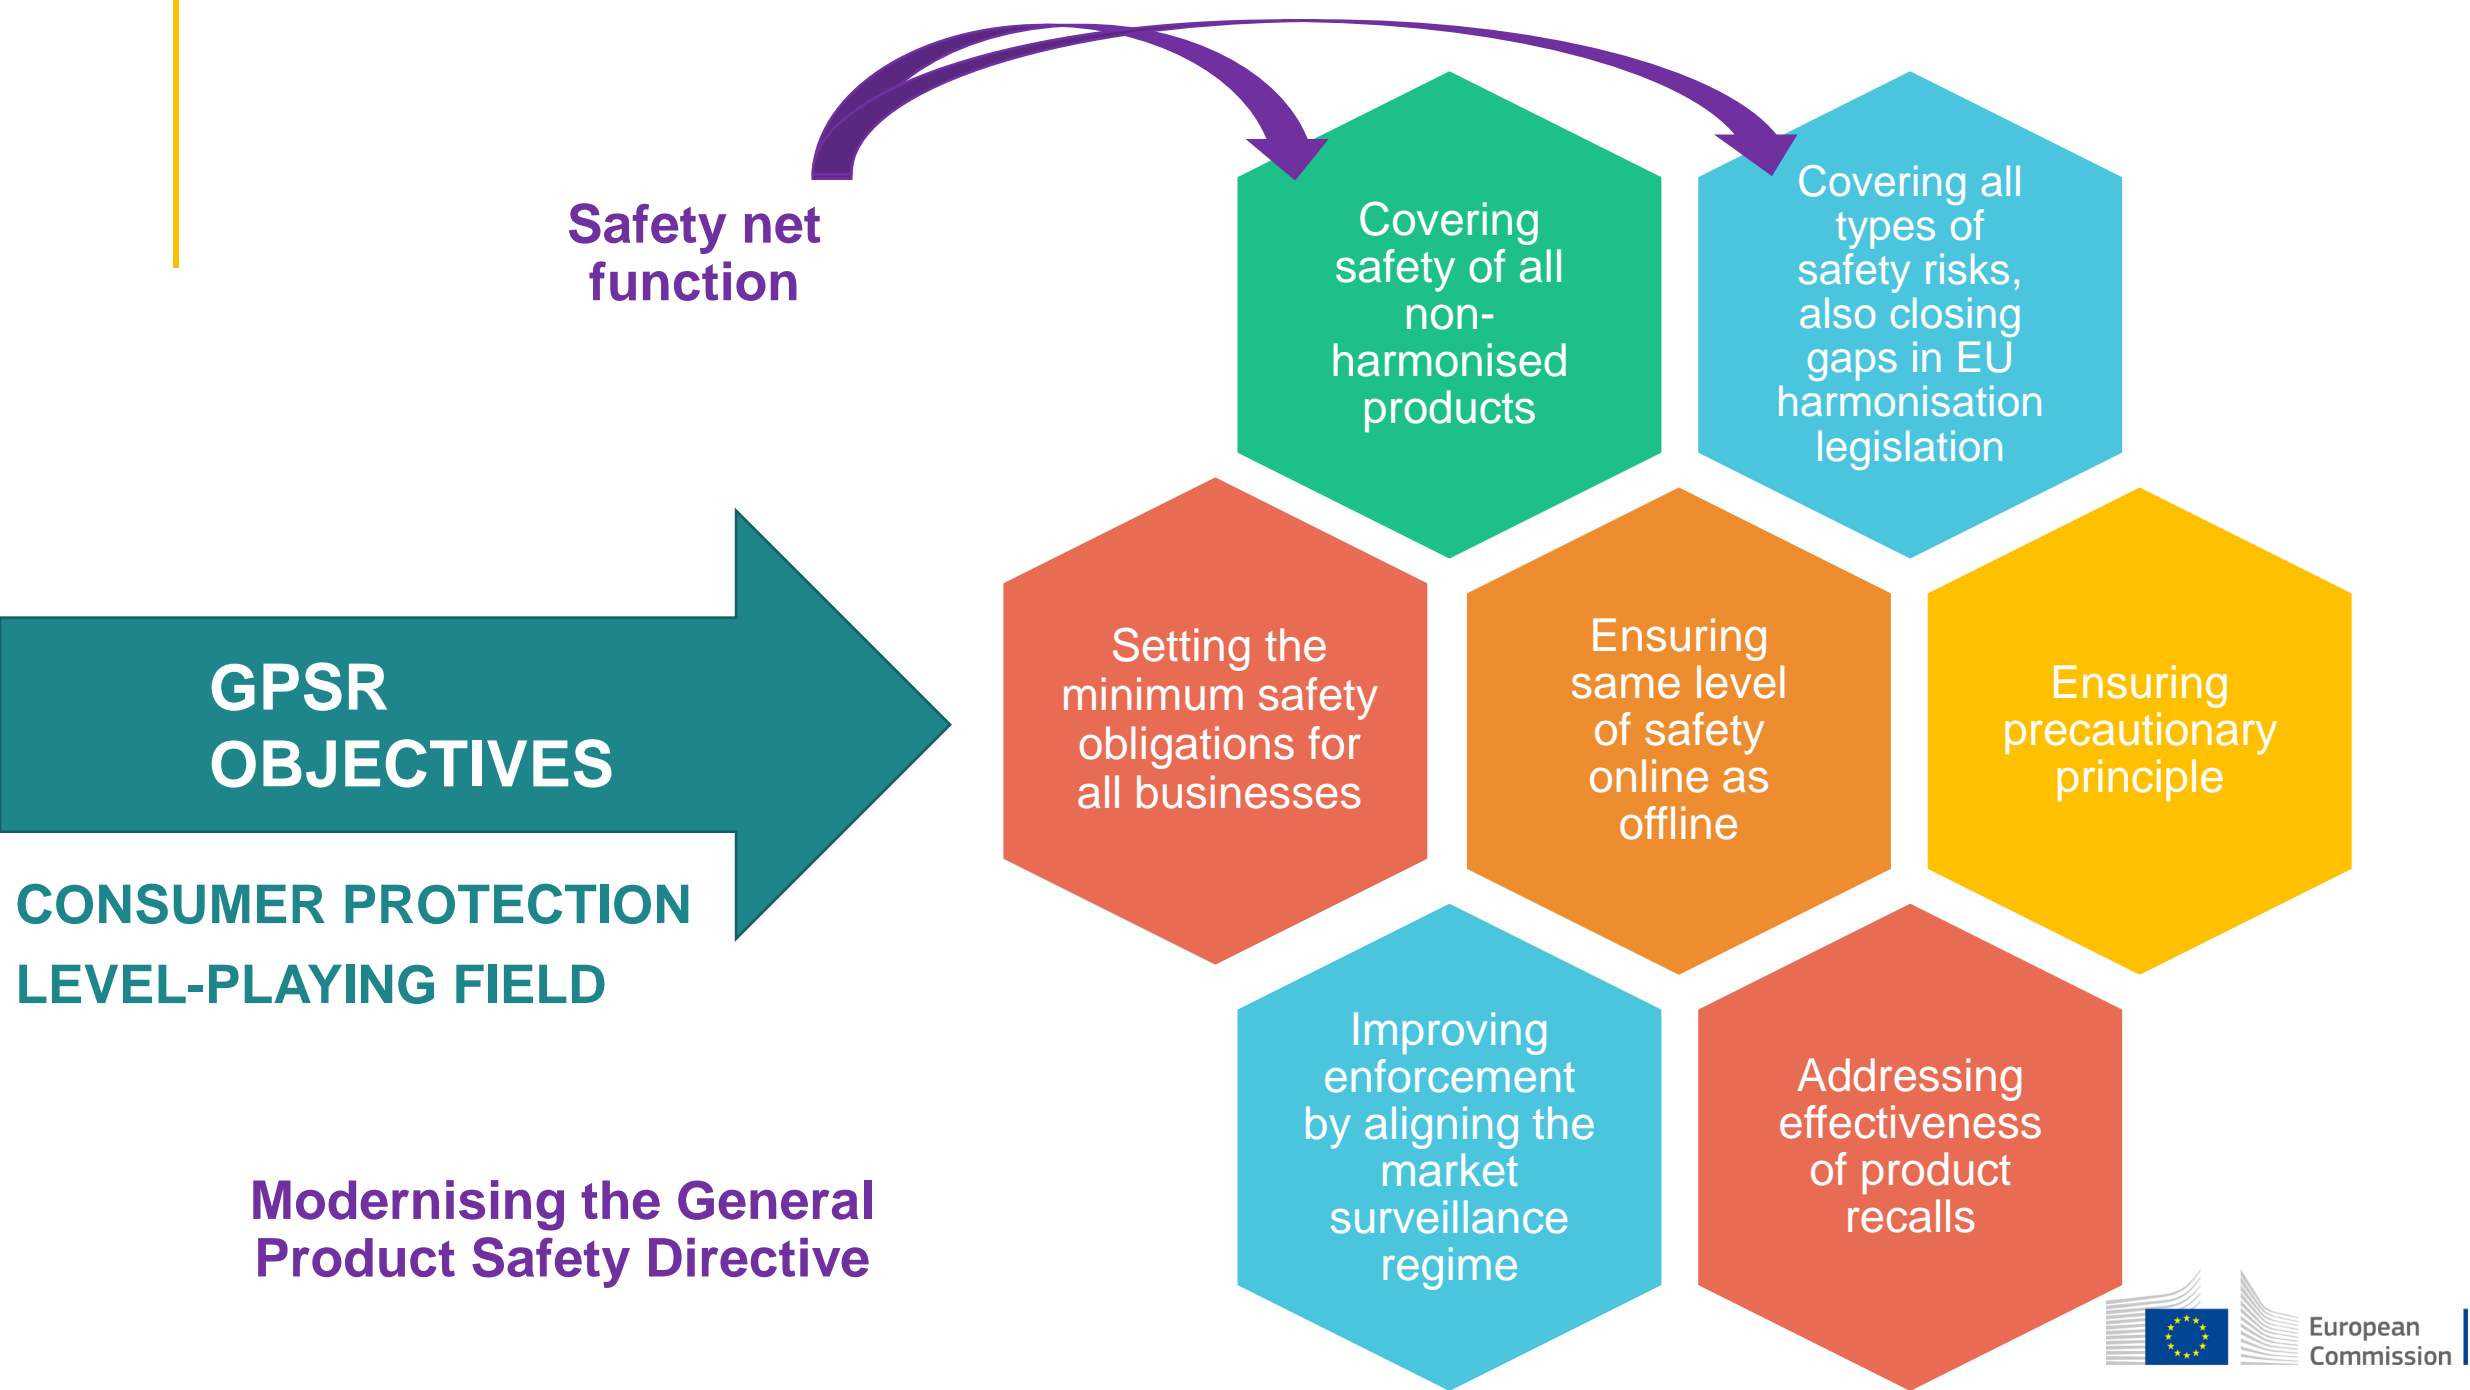 Safety net
function
GPSR
OBJECTIVES
CONSUMER PROTECTION
LEVEL-PLAYING FIELD
Modernising the General
Product Safety Directive
Covering
safety of all
non-
harmonised
products
Covering all
types of
safety risks,
also closing
gaps in EU
harmonisation
legislation
Setting the
minimum safety
obligations for
all businesses
Ensuring
same level
of safety
online as
offline
Ensuring
precautionary
principle
Improving
enforcement
by aligning the
market
surveillance
regime
Addressing
effectiveness
of product
recalls
European
Commission